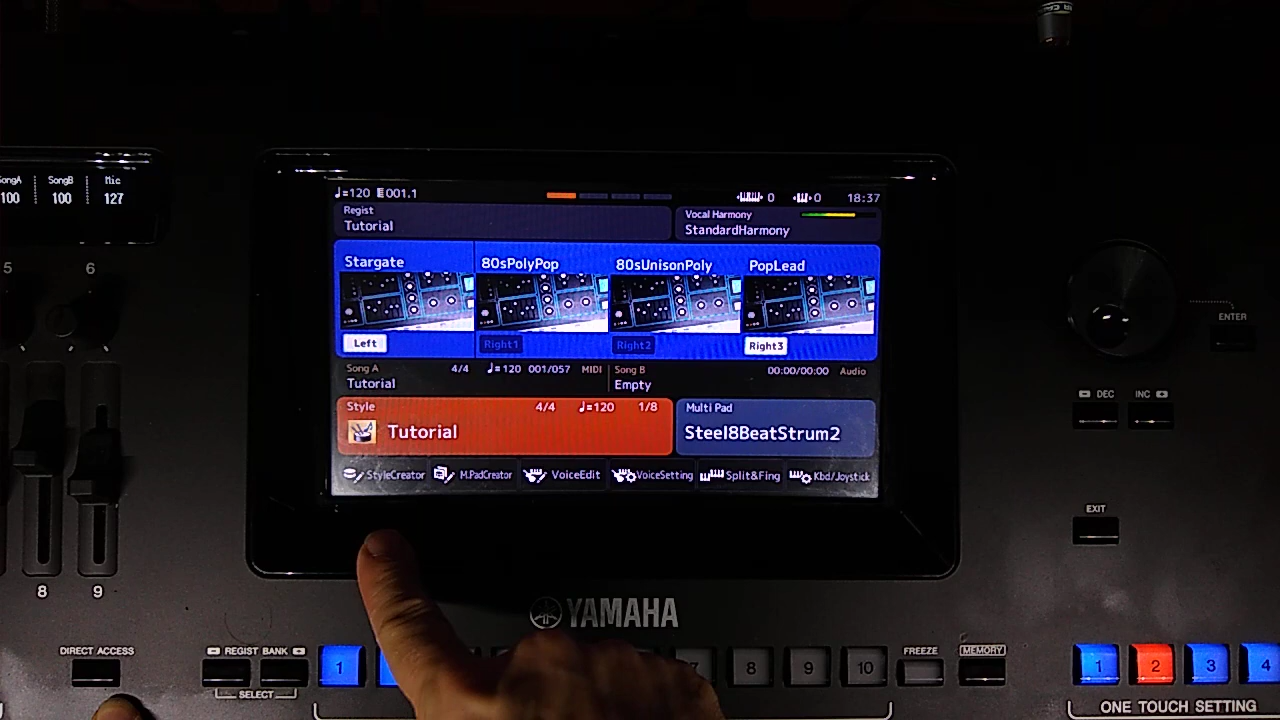 SongA SongB Mic
100 100 127
5 6
8 9
♩=120 001.1 0 0 18:37
Regist
Tutorial
Vocal Harmony
StandardHarmony
Stargate 80sPolyPop 80sUnisonPoly PopLead
Left Right1 Right2 Right3
Song A 4/4 ♩=120 001/057 MIDI
Tutorial
Song B 00:00/00:00 Audio
Empty
Style 4/4 ♩=120 1/8
Tutorial
Multi Pad
Steel8BeatStrum2
StyleCreator M.PadCreator VoiceEdit VoiceSetting Split&Fing Kbd/Joystick
ENTER
DEC INC
EXIT
YAMAHA
DIRECT ACCESS
REGIST BANK
SELECT
1 7 8 9 10
FREEZE
MEMORY
1 2 3 4
ONE TOUCH SETTING